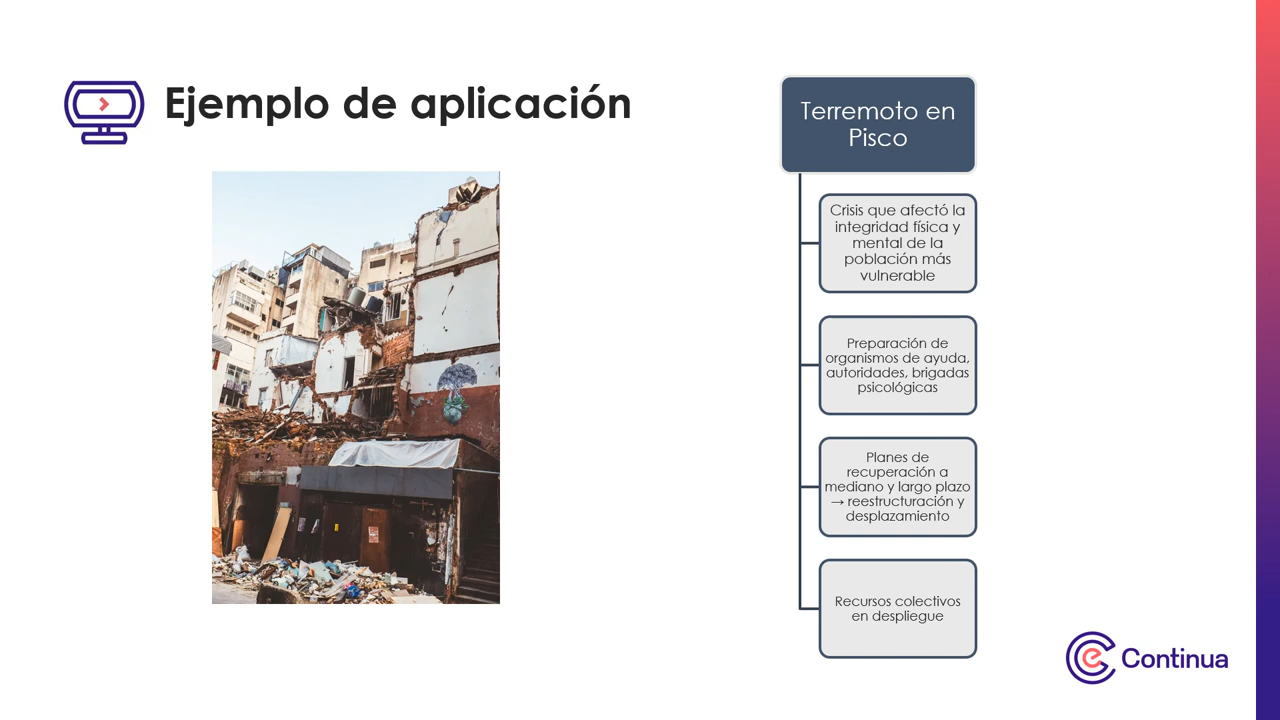 Ejemplo de aplicación
Terremoto en
Pisco
Crisis que afectó la
integridad física y
mental de la
población más
vulnerable
Preparación de
organismos de ayuda,
autoridades, brigadas
psicológicas
Planes de
recuperación a
mediano y largo plazo
→ reestructuración y
desplazamiento
Recursos colectivos
en despliegue
Continua